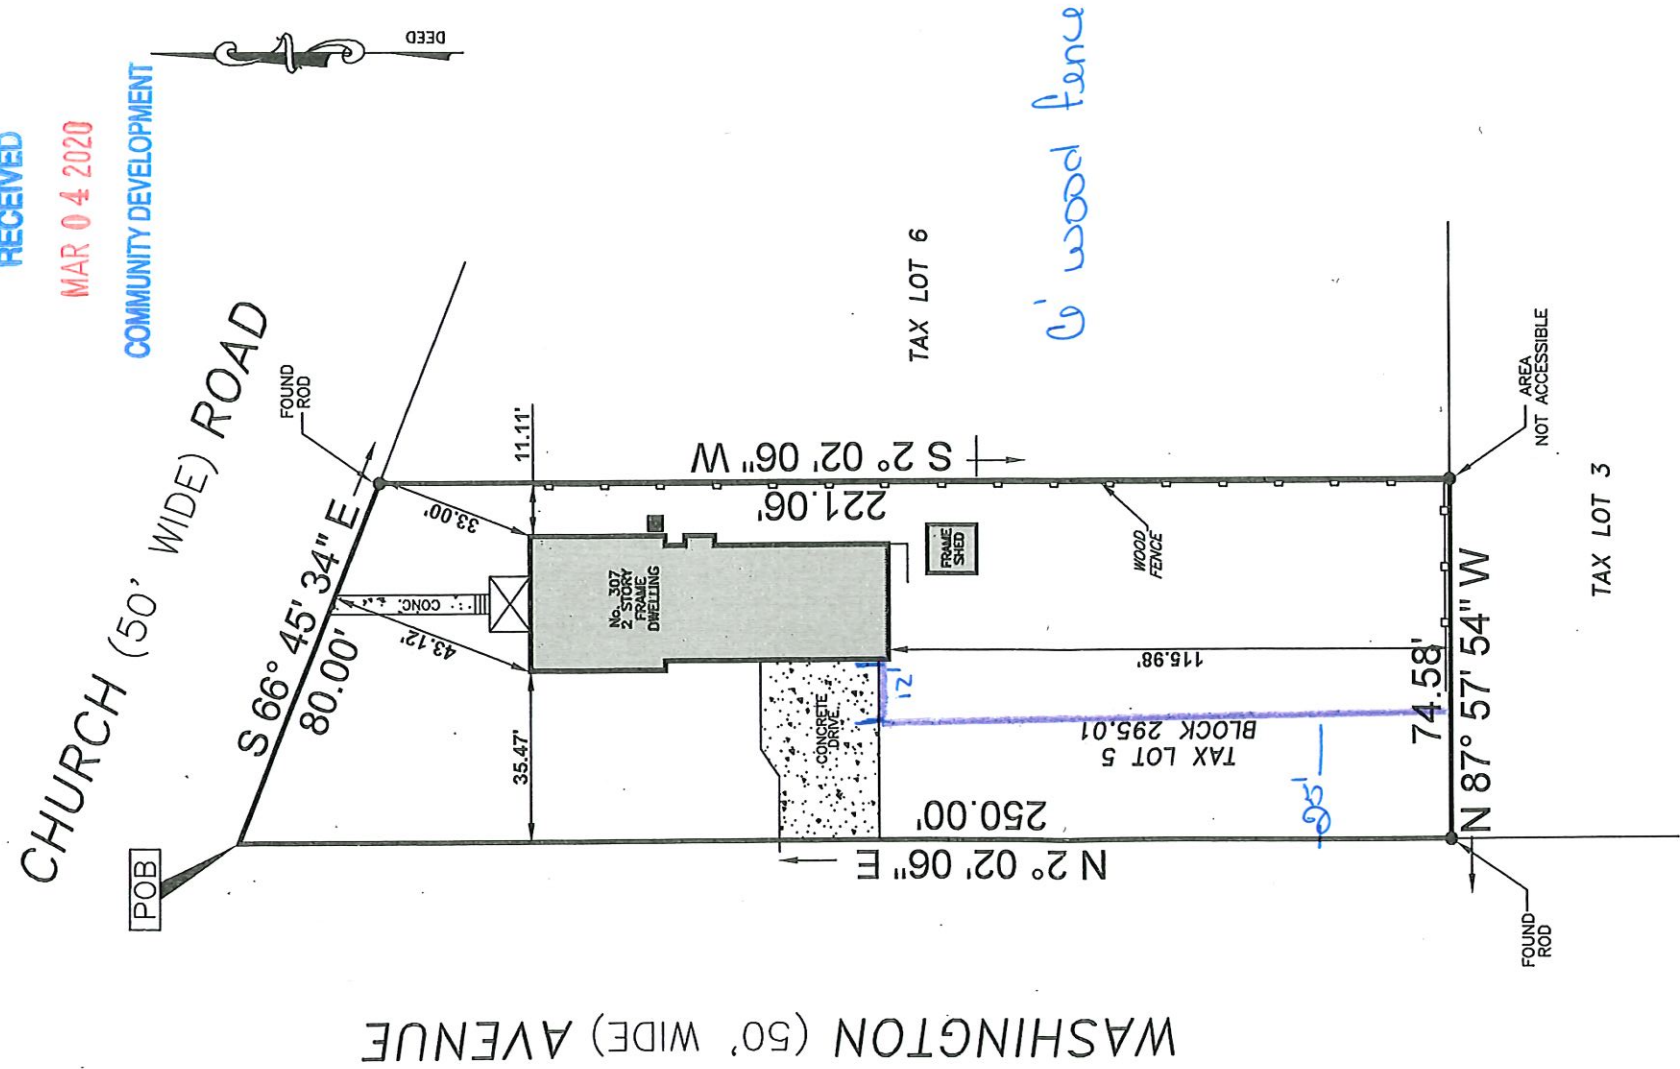 RECEIVED
MAR 04 2020
COMMUNITY DEVELOPMENT
DEED
CHURCH (50' WIDE) ROAD
POB
S 66° 45' 34" E
80.00'
FOUND
ROD
33.00'
43.12'
CONC.
11.11'
35.47'
No. 307
2 STORY
FRAME
DWELLING
CONCRETE
DRIVE
12'
FRAME
SHED
S 2° 02' 06" W
221.06'
TAX LOT 6
6' wood fence
WOOD
FENCE
115.98'
TAX LOT 5
BLOCK 295.01
25'
250.00'
N 2° 02' 06" E
74.58'
N 87° 57' 54" W
AREA
NOT ACCESSIBLE
TAX LOT 3
FOUND
ROD
WASHINGTON (50' WIDE) AVENUE